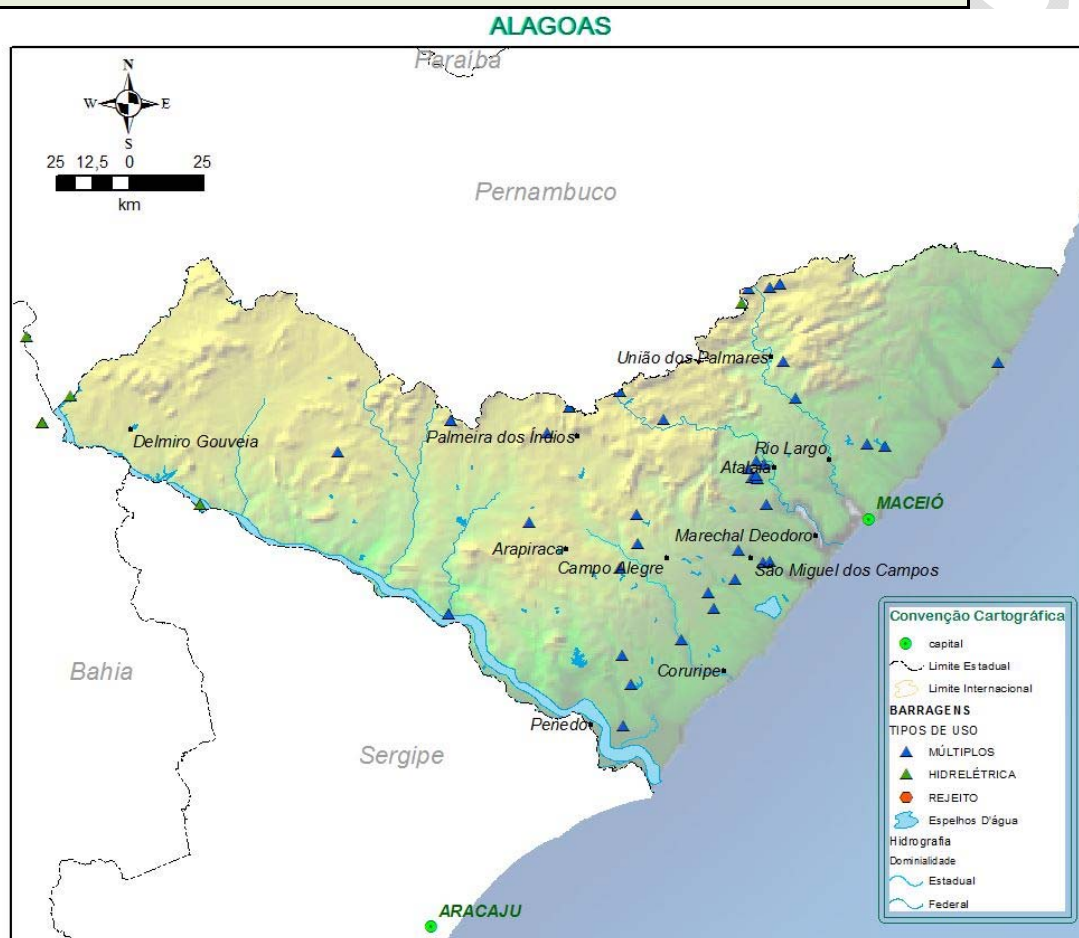 ALAGOAS
Paraíba
N
W E
S
25 12,5 0 25
km
Pernambuco
União dos Palmares
Delmiro Gouveia
Palmeira dos Índios
Rio Largo
Atalaia
MACEIÓ
Arapiraca
Marechal Deodoro
Campo Alegre
São Miguel dos Campos
Bahia
Coruripe
Penedo
Sergipe
ARACAJU
Convenção Cartográfica
capital
Limite Estadual
Limite Internacional
BARRAGENS
TIPOS DE USO
MÚLTIPLOS
HIDRELÉTRICA
REJEITO
Espelhos D'água
Hidrografia
Dominialidade
Estadual
Federal